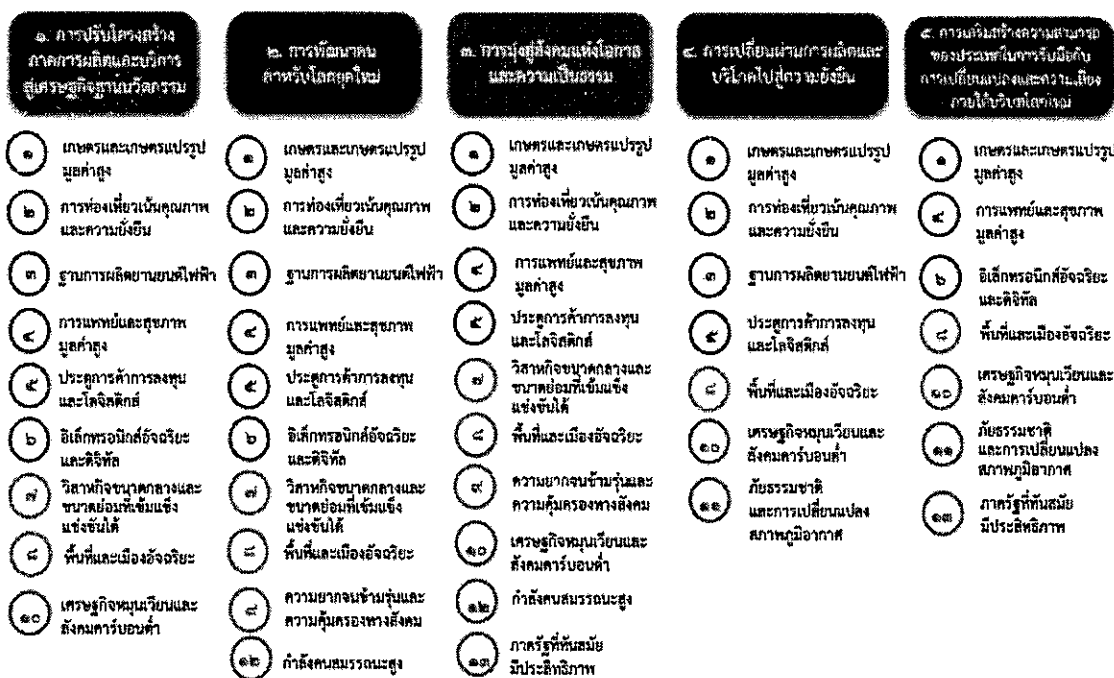 ๑. การปรับโครงสร้าง
ภาคการผลิตและบริการ
สู่เศรษฐกิจฐานนวัตกรรม
๑
เกษตรและเกษตรแปรรูป
มูลค่าสูง
๒
การท่องเที่ยวเน้นคุณภาพ
และความยั่งยืน
๓
ฐานการผลิตยานยนต์ไฟฟ้า
๔
การแพทย์และสุขภาพ
มูลค่าสูง
๕
ประตูการค้าการลงทุน
และโลจิสติกส์
๖
อิเล็กทรอนิกส์อัจฉริยะ
และดิจิทัล
๗
วิสาหกิจขนาดกลางและ
ขนาดย่อมที่เข้มแข็ง
แข่งขันได้
๘
พื้นที่และเมืองอัจฉริยะ
๑๐
เศรษฐกิจหมุนเวียนและ
สังคมคาร์บอนต่ำ
๒. การพัฒนาคน
สำหรับโลกยุคใหม่
๑
เกษตรและเกษตรแปรรูป
มูลค่าสูง
๒
การท่องเที่ยวเน้นคุณภาพ
และความยั่งยืน
๓
ฐานการผลิตยานยนต์ไฟฟ้า
๔
การแพทย์และสุขภาพ
มูลค่าสูง
๕
ประตูการค้าการลงทุน
และโลจิสติกส์
๖
อิเล็กทรอนิกส์อัจฉริยะ
และดิจิทัล
๗
วิสาหกิจขนาดกลางและ
ขนาดย่อมที่เข้มแข็ง
แข่งขันได้
๘
พื้นที่และเมืองอัจฉริยะ
๙
ความยากจนข้ามรุ่นและ
ความคุ้มครองทางสังคม
๑๒
กำลังคนสมรรถนะสูง
๓. การมุ่งสู่สังคมแห่งโอกาส
และความเป็นธรรม
๑
เกษตรและเกษตรแปรรูป
มูลค่าสูง
๒
การท่องเที่ยวเน้นคุณภาพ
และความยั่งยืน
๔
การแพทย์และสุขภาพ
มูลค่าสูง
๕
ประตูการค้าการลงทุน
และโลจิสติกส์
๗
วิสาหกิจขนาดกลางและ
ขนาดย่อมที่เข้มแข็ง
แข่งขันได้
๘
พื้นที่และเมืองอัจฉริยะ
๙
ความยากจนข้ามรุ่นและ
ความคุ้มครองทางสังคม
๑๐
เศรษฐกิจหมุนเวียนและ
สังคมคาร์บอนต่ำ
๑๒
กำลังคนสมรรถนะสูง
๑๓
ภาครัฐที่ทันสมัย
มีประสิทธิภาพ
๔. การเปลี่ยนผ่านการผลิตและ
บริโภคไปสู่ความยั่งยืน
๑
เกษตรและเกษตรแปรรูป
มูลค่าสูง
๒
การท่องเที่ยวเน้นคุณภาพ
และความยั่งยืน
๓
ฐานการผลิตยานยนต์ไฟฟ้า
๕
ประตูการค้าการลงทุน
และโลจิสติกส์
๘
พื้นที่และเมืองอัจฉริยะ
๑๐
เศรษฐกิจหมุนเวียนและ
สังคมคาร์บอนต่ำ
๑๑
ภัยธรรมชาติ
และการเปลี่ยนแปลง
สภาพภูมิอากาศ
๕. การเสริมสร้างความสามารถ
ของประเทศในการรับมือกับ
การเปลี่ยนแปลงและความเสี่ยง
ภายใต้บริบทโลกใหม่
๑
เกษตรและเกษตรแปรรูป
มูลค่าสูง
๔
การแพทย์และสุขภาพ
มูลค่าสูง
๖
อิเล็กทรอนิกส์อัจฉริยะ
และดิจิทัล
๘
พื้นที่และเมืองอัจฉริยะ
๑๐
เศรษฐกิจหมุนเวียนและ
สังคมคาร์บอนต่ำ
๑๑
ภัยธรรมชาติ
และการเปลี่ยนแปลง
สภาพภูมิอากาศ
๑๓
ภาครัฐที่ทันสมัย
มีประสิทธิภาพ